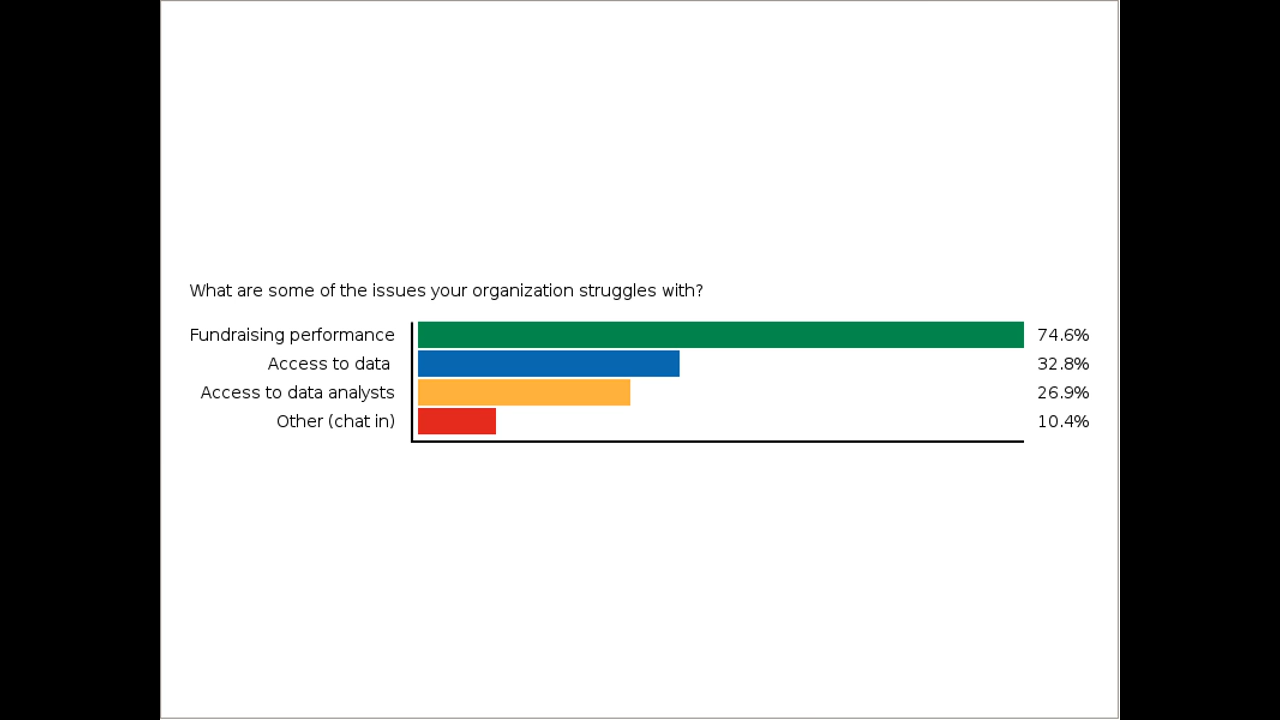 What are some of the issues your organization struggles with?
Fundraising performance 74.6%
Access to data 32.8%
Access to data analysts 26.9%
Other (chat in) 10.4%